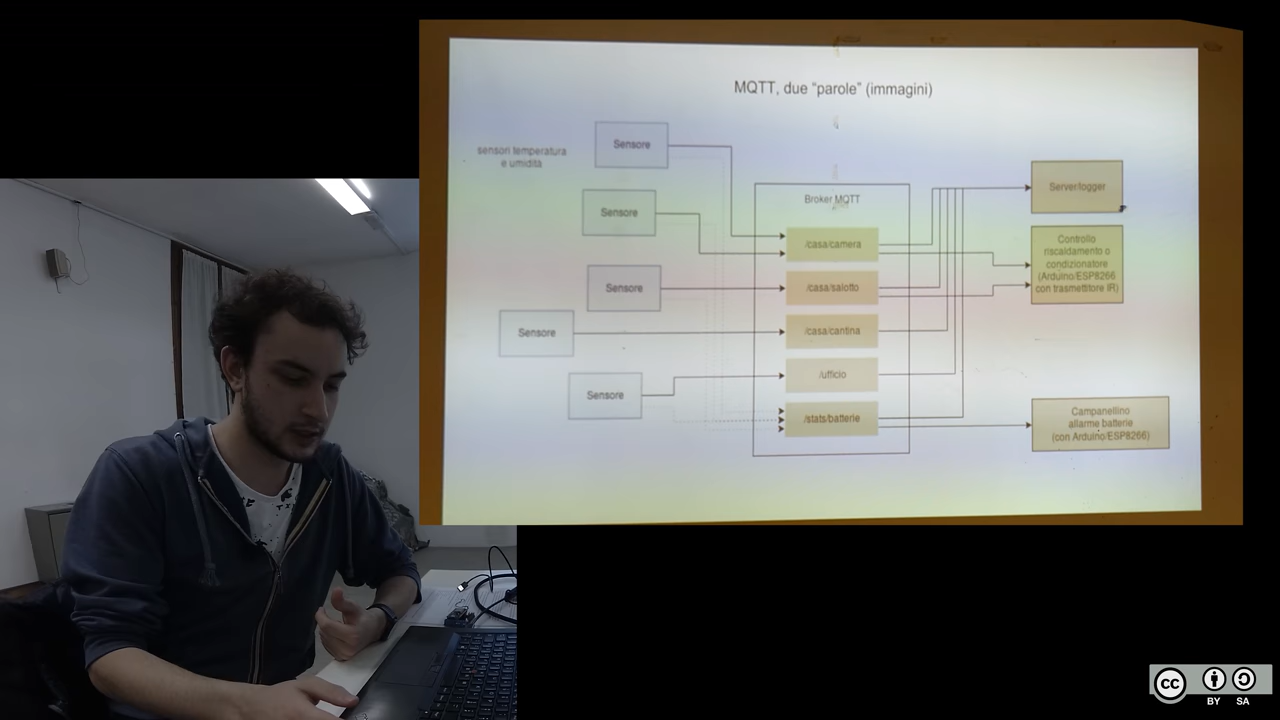 MQTT, due “parole” (immagini)
sensori temperatura
e umidità
Sensore
Sensore
Sensore
Sensore
Sensore
Broker MQTT
/casa/camera
/casa/salotto
/casa/cantina
/ufficio
/stats/batterie
Server/logger
Controllo
riscaldamento o
condizionatore
(Arduino/ESP8266
con trasmettitore IR)
Campanellino
allarme batterie
(con Arduino/ESP8266)
cc
BY SA